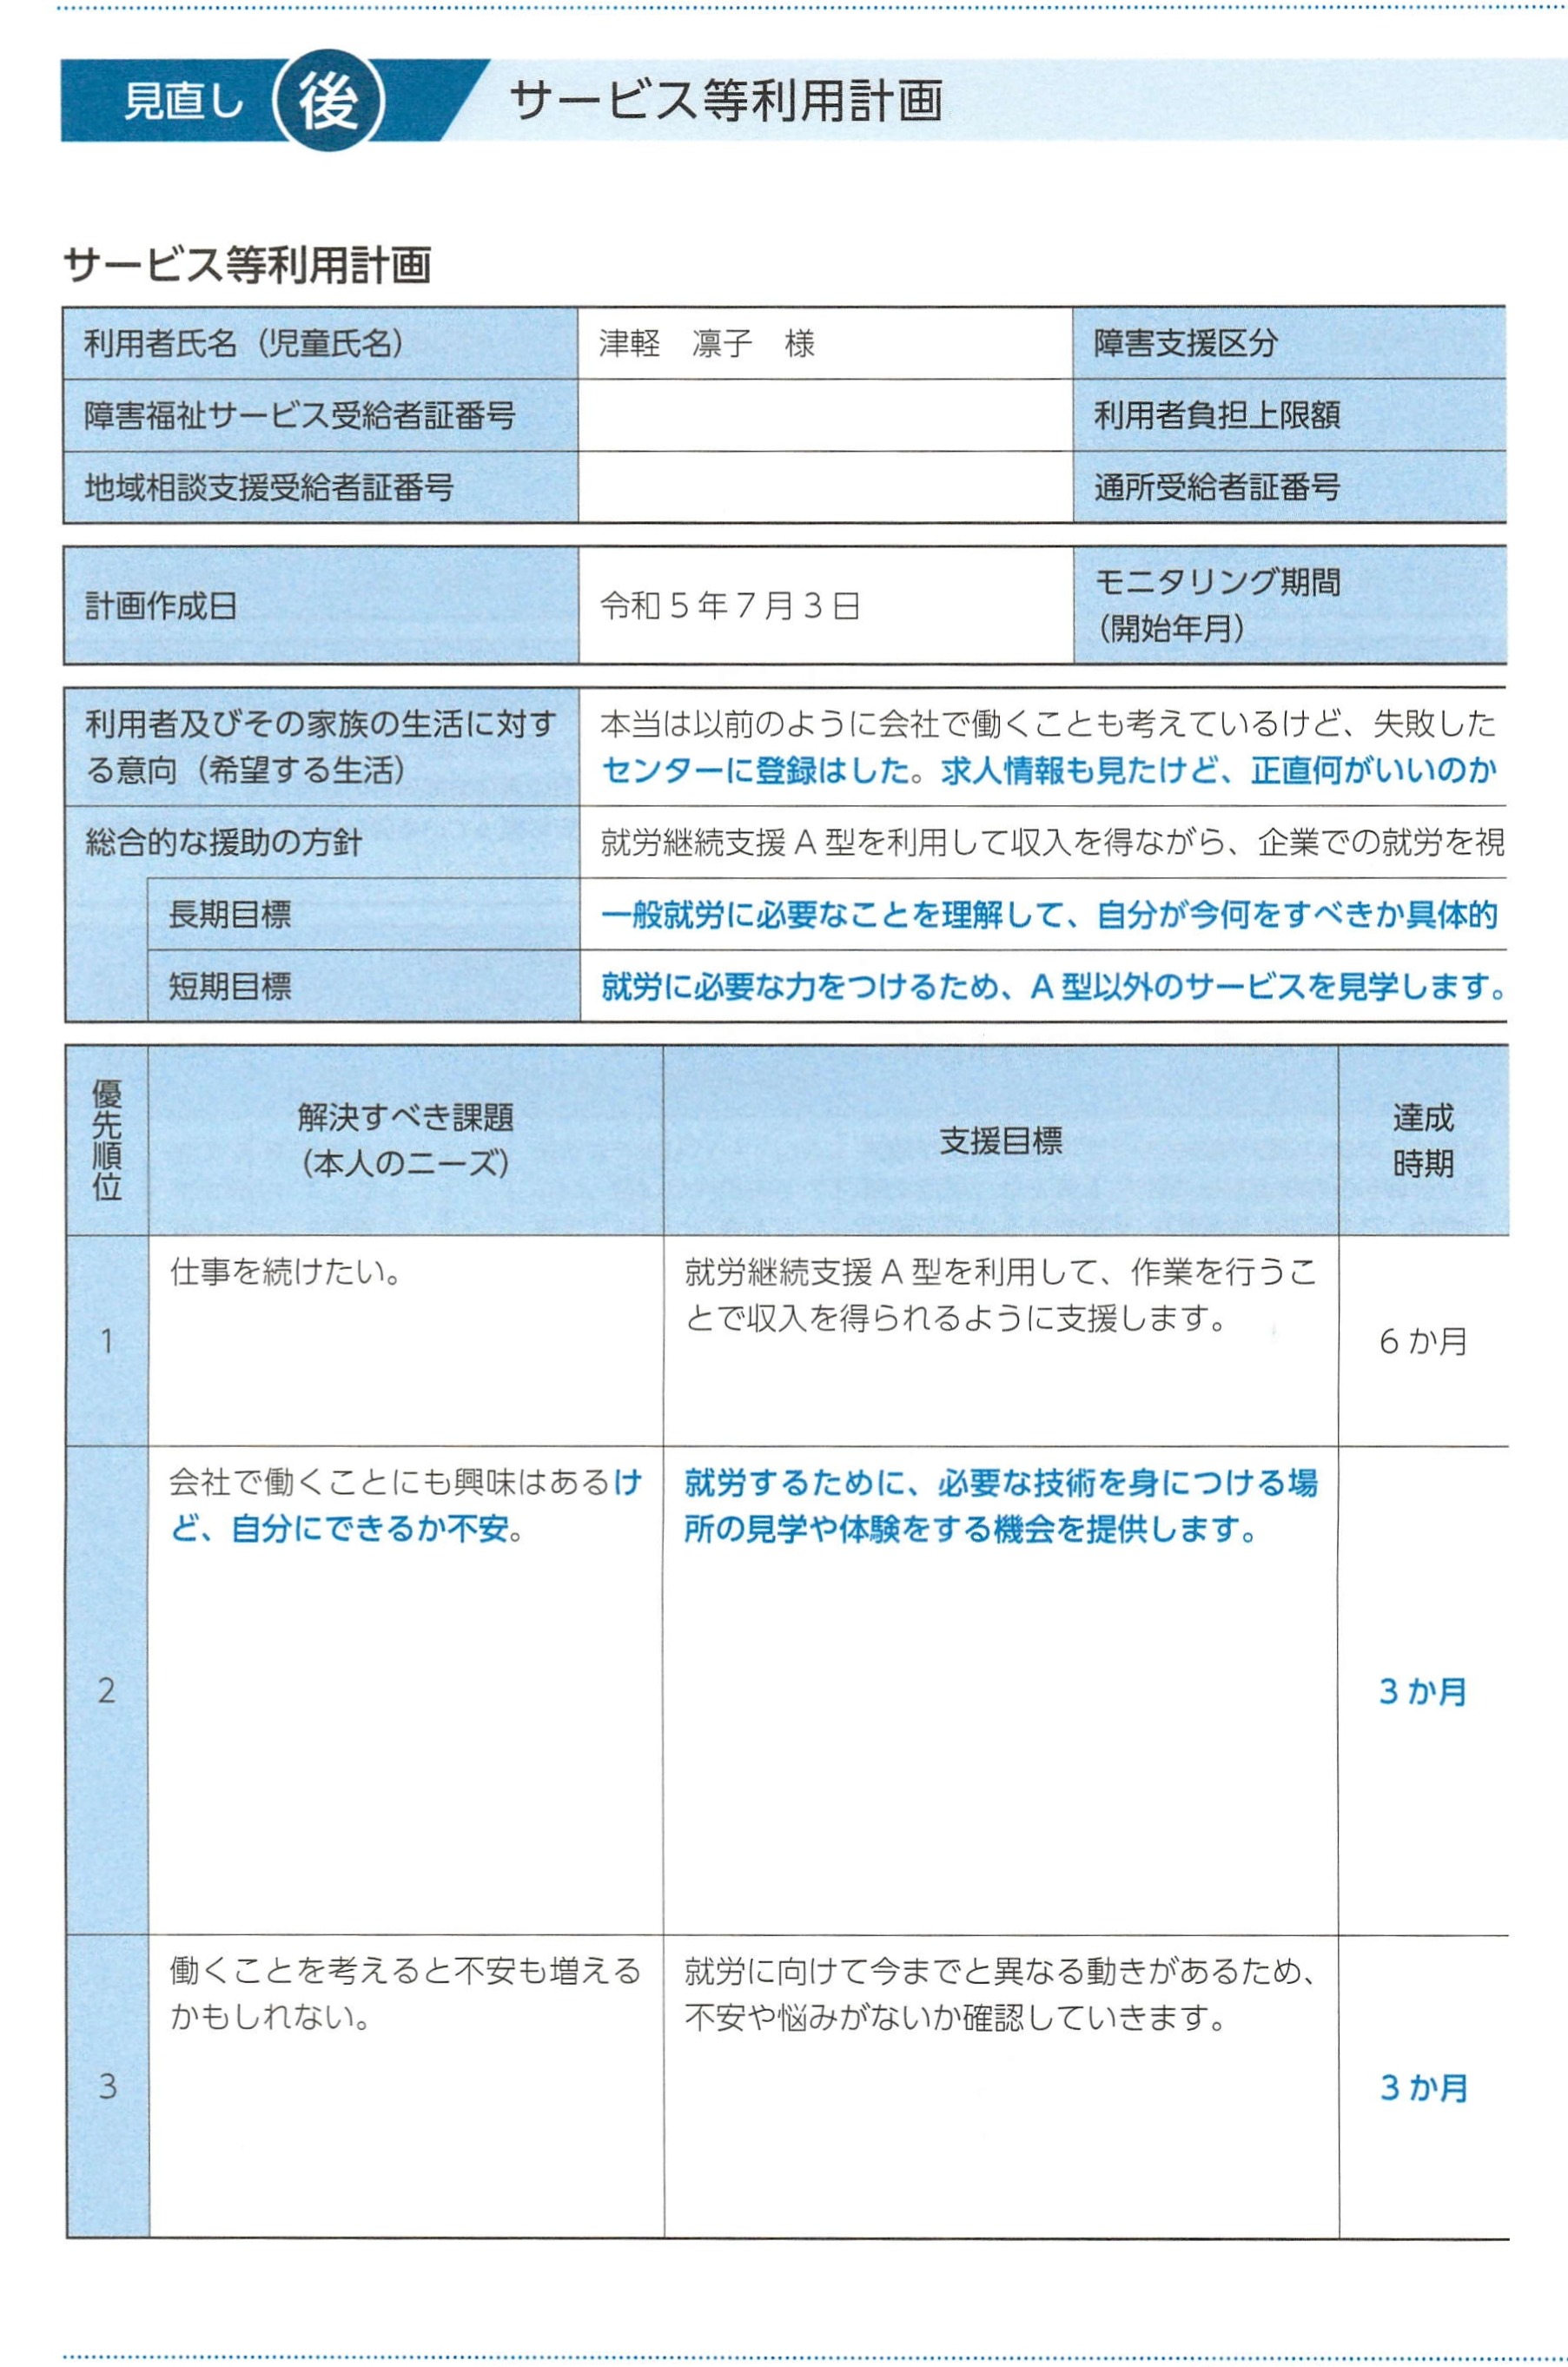 見直し 後 サービス等利用計画
サービス等利用計画
利用者氏名（児童氏名） 津軽　凛子　様 障害支援区分
障害福祉サービス受給者証番号 利用者負担上限額
地域相談支援受給者証番号 通所受給者証番号
計画作成日 令和５年７月３日 モニタリング期間
（開始年月）
利用者及びその家族の生活に対す
る意向（希望する生活）
本当は以前のように会社で働くことも考えているけど、失敗した
センターに登録はした。求人情報も見たけど、正直何がいいのか
総合的な援助の方針 就労継続支援Ａ型を利用して収入を得ながら、企業での就労を視
長期目標 一般就労に必要なことを理解して、自分が今何をすべきか具体的
短期目標 就労に必要な力をつけるため、Ａ型以外のサービスを見学します。
優先順位
解決すべき課題
（本人のニーズ）
支援目標
達成
時期
1
仕事を続けたい。
就労継続支援Ａ型を利用して、作業を行うこ
とで収入を得られるように支援します。
6か月
2
会社で働くことにも興味はあるけ
ど、自分にできるか不安。
就労するために、必要な技術を身につける場
所の見学や体験をする機会を提供します。
3か月
3
働くことを考えると不安も増える
かもしれない。
就労に向けて今までと異なる動きがあるため、
不安や悩みがないか確認していきます。
3か月